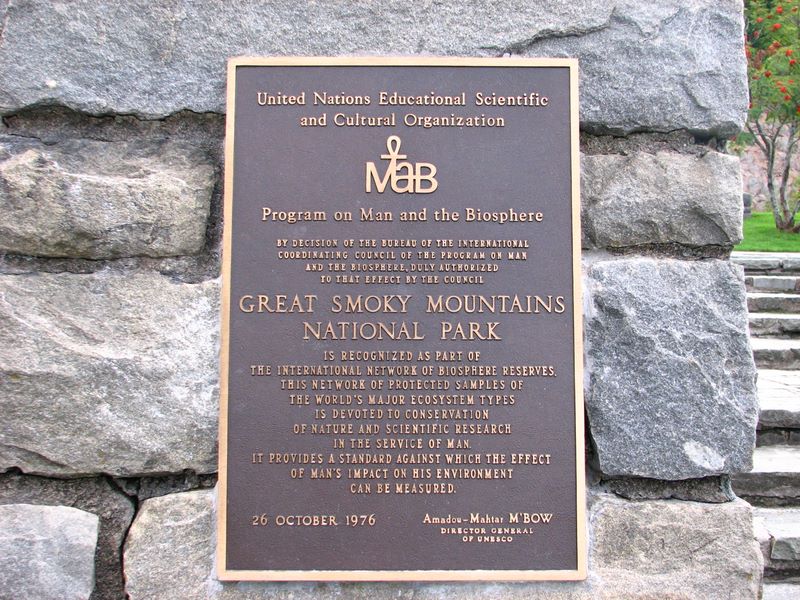 United Nations Educational Scientific
and Cultural Organization
MaB
Program on Man and the Biosphere
BY DECISION OF THE BUREAU OF THE INTERNATIONAL
COORDINATING COUNCIL OF THE PROGRAM ON MAN
AND THE BIOSPHERE, DULY AUTHORIZED
TO THAT EFFECT BY THE COUNCIL
GREAT SMOKY MOUNTAINS
NATIONAL PARK
IS RECOGNIZED AS PART OF
THE INTERNATIONAL NETWORK OF BIOSPHERE RESERVES.
THIS NETWORK OF PROTECTED SAMPLES OF
THE WORLD'S MAJOR ECOSYSTEM TYPES
IS DEVOTED TO CONSERVATION
OF NATURE AND SCIENTIFIC RESEARCH
IN THE SERVICE OF MAN.
IT PROVIDES A STANDARD AGAINST WHICH THE EFFECT
OF MAN'S IMPACT ON HIS ENVIRONMENT
CAN BE MEASURED.
26 OCTOBER 1976
Amadou-Mahtar M'BOW
DIRECTOR GENERAL
OF UNESCO